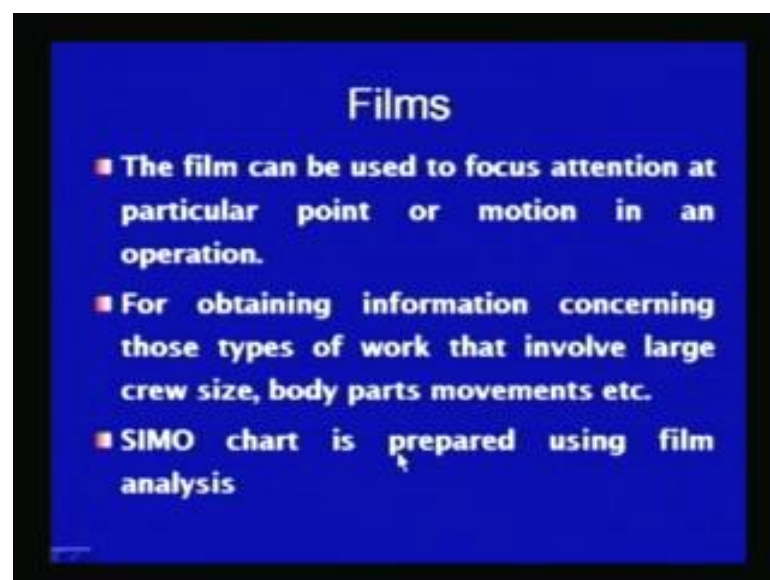 Films
The film can be used to focus attention at
particular point or motion in an
operation.
For obtaining information concerning
those types of work that involve large
crew size, body parts movements etc.
SIMO chart is prepared using film
analysis